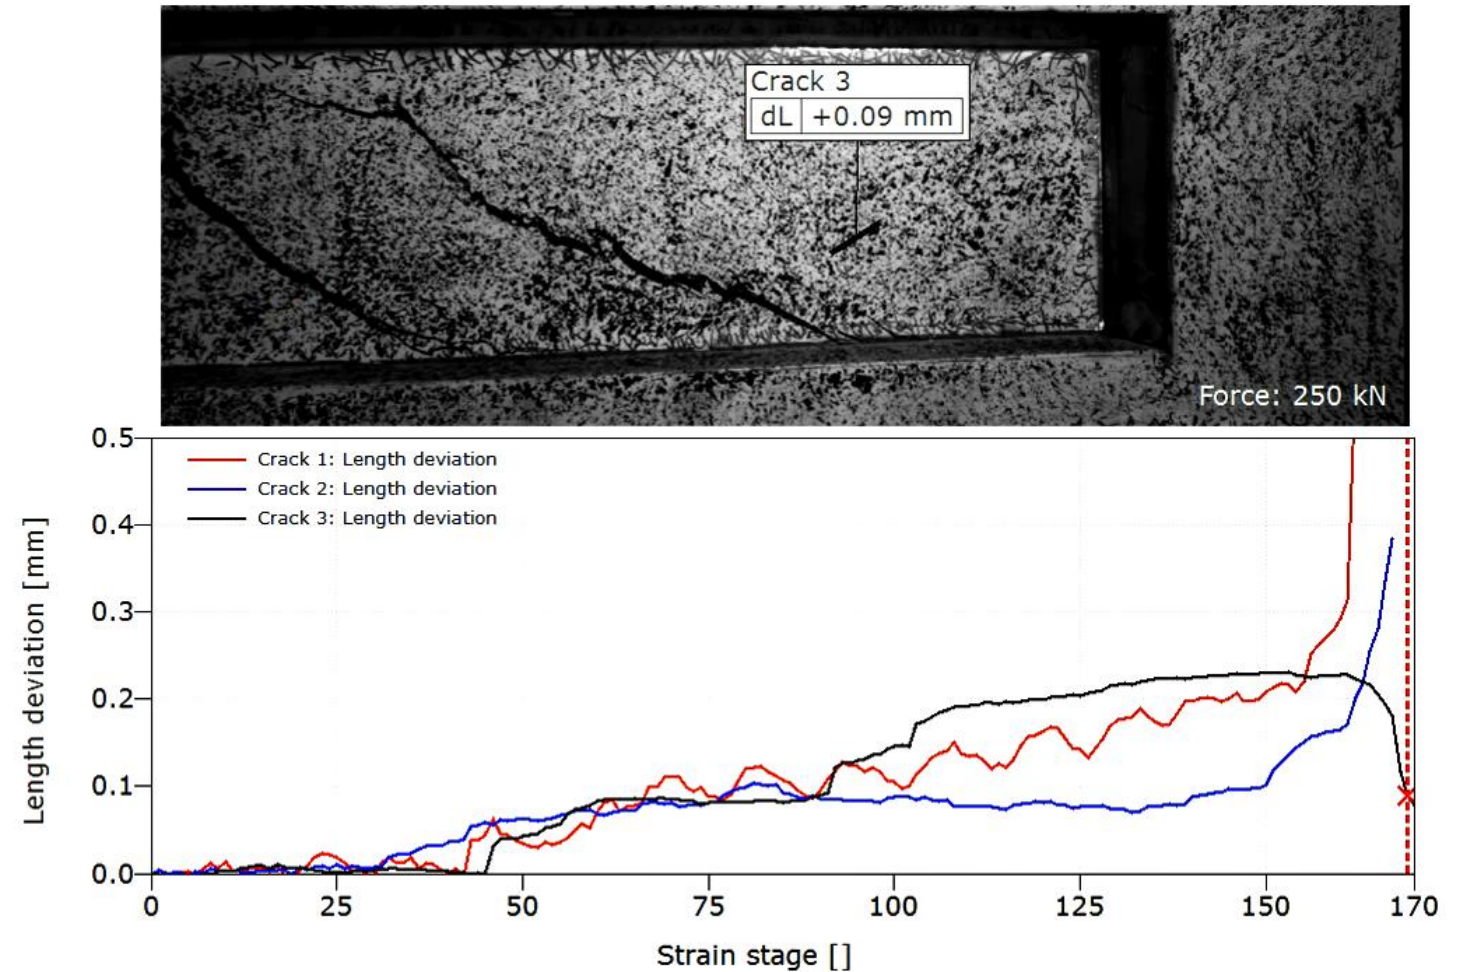 Crack 3
dL +0.09 mm
Force: 250 kN
0.5
Crack 1: Length deviation
Crack 2: Length deviation
Crack 3: Length deviation
0.4
0.3
0.2
0.1
0.0
Length deviation [mm]
0 25 50 75 100 125 150 170
Strain stage []